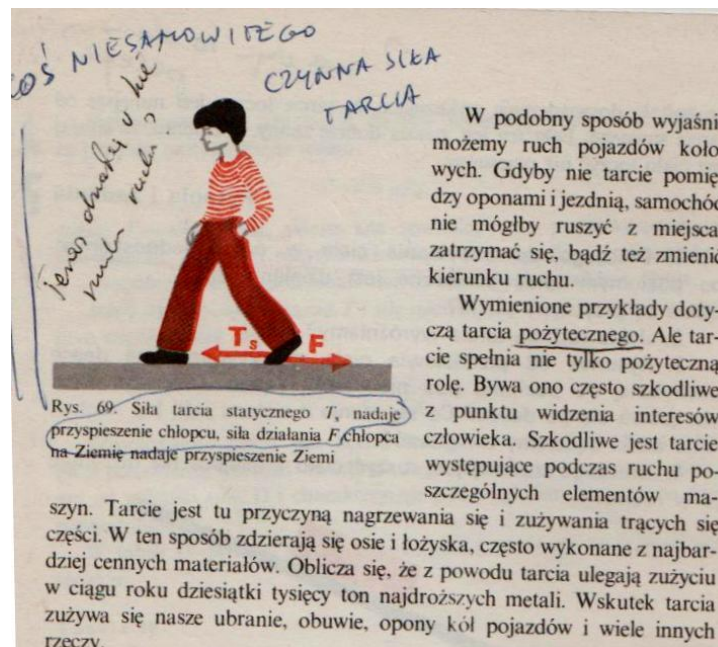 COŚ NIESAMOWITEGO
CZYNNA SIŁA
TARCIA
W podobny sposób wyjaśni
możemy ruch pojazdów koło
wych. Gdyby nie tarcie pomię
dzy oponami i jezdnią, samochód
nie mógłby ruszyć z miejsca
zatrzymać się, bądź też zmienić
kierunku ruchu.
Wymienione przykłady doty-
czą tarcia pożytecznego. Ale tar-
cie spełnia nie tylko pożyteczną
rolę. Bywa ono często szkodliwe
z punktu widzenia interesów
człowieka. Szkodliwe jest tarcie
występujące podczas ruchu po-
szczególnych elementów ma-
Ts F
Rys. 69. Siła tarcia statycznego Ts nadaje
przyspieszenie chłopcu, siła działania F chłopca
na Ziemię nadaje przyspieszenie Ziemi
szyn. Tarcie jest tu przyczyną nagrzewania się i zużywania trących się
części. W ten sposób zdzierają się osie i łożyska, często wykonane z najbar-
dziej cennych materiałów. Oblicza się, że z powodu tarcia ulegają zużyciu
w ciągu roku dziesiątki tysięcy ton najdroższych metali. Wskutek tarcia
zużywa się nasze ubranie, obuwie, opony kół pojazdów i wiele innych
rzeczy.